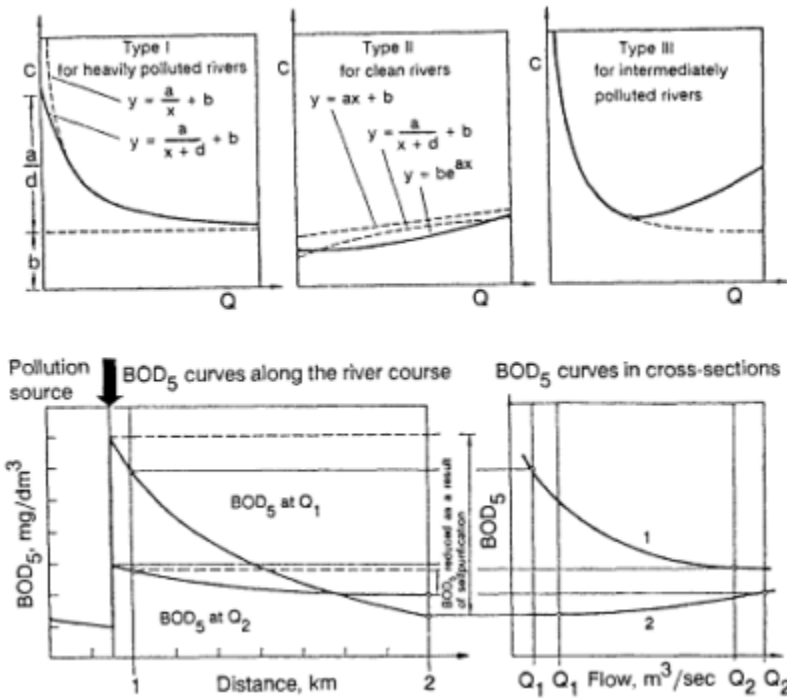 Type I
for heavily polluted rivers
y = a/x + b
y = a/(x + d) + b
C
a/d
b
Q
Type II
for clean rivers
y = ax + b
y = a/(x + d) + b
y = be^ax
C
Q
Type III
for intermediately
polluted rivers
C
Q
Pollution
source
BOD5 curves along the river course
BOD5, mg/dm³
BOD5 at Q1
BOD5 at Q2
BOD5 reduced as a result
of selfpurification
1
Distance, km
2
BOD5 curves in cross-sections
BOD5
1
2
Q1
Q1
Flow, m³/sec
Q2
Q2